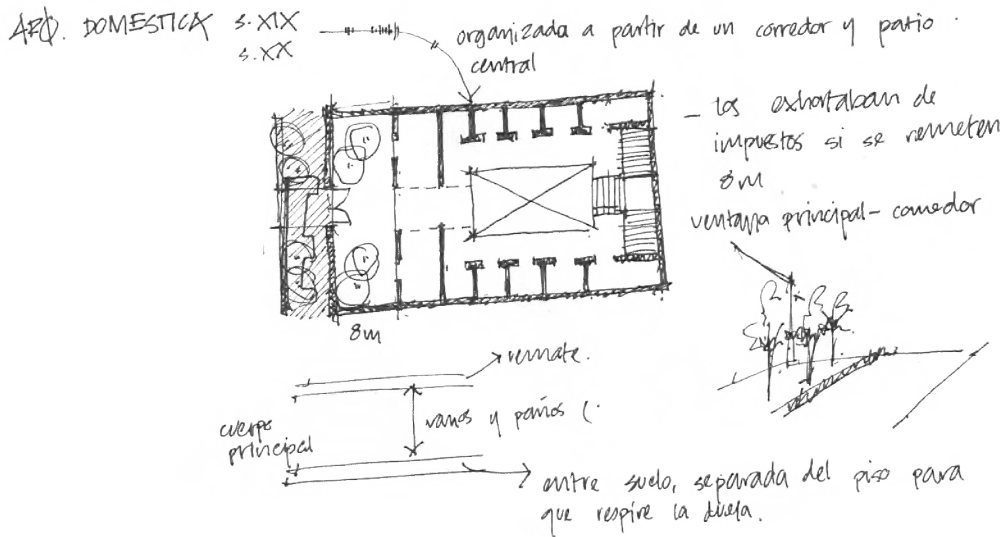 ARQ. DOMESTICA S. XIX
S. XX
organizada a partir de un corredor y patio
central
- los exhortaban de
impuestos si se remeten
8m
ventana principal - comedor
8m
remate.
cuerpo
principal
vanos y paños
entre suelo, separada del piso para
que respire la duela.